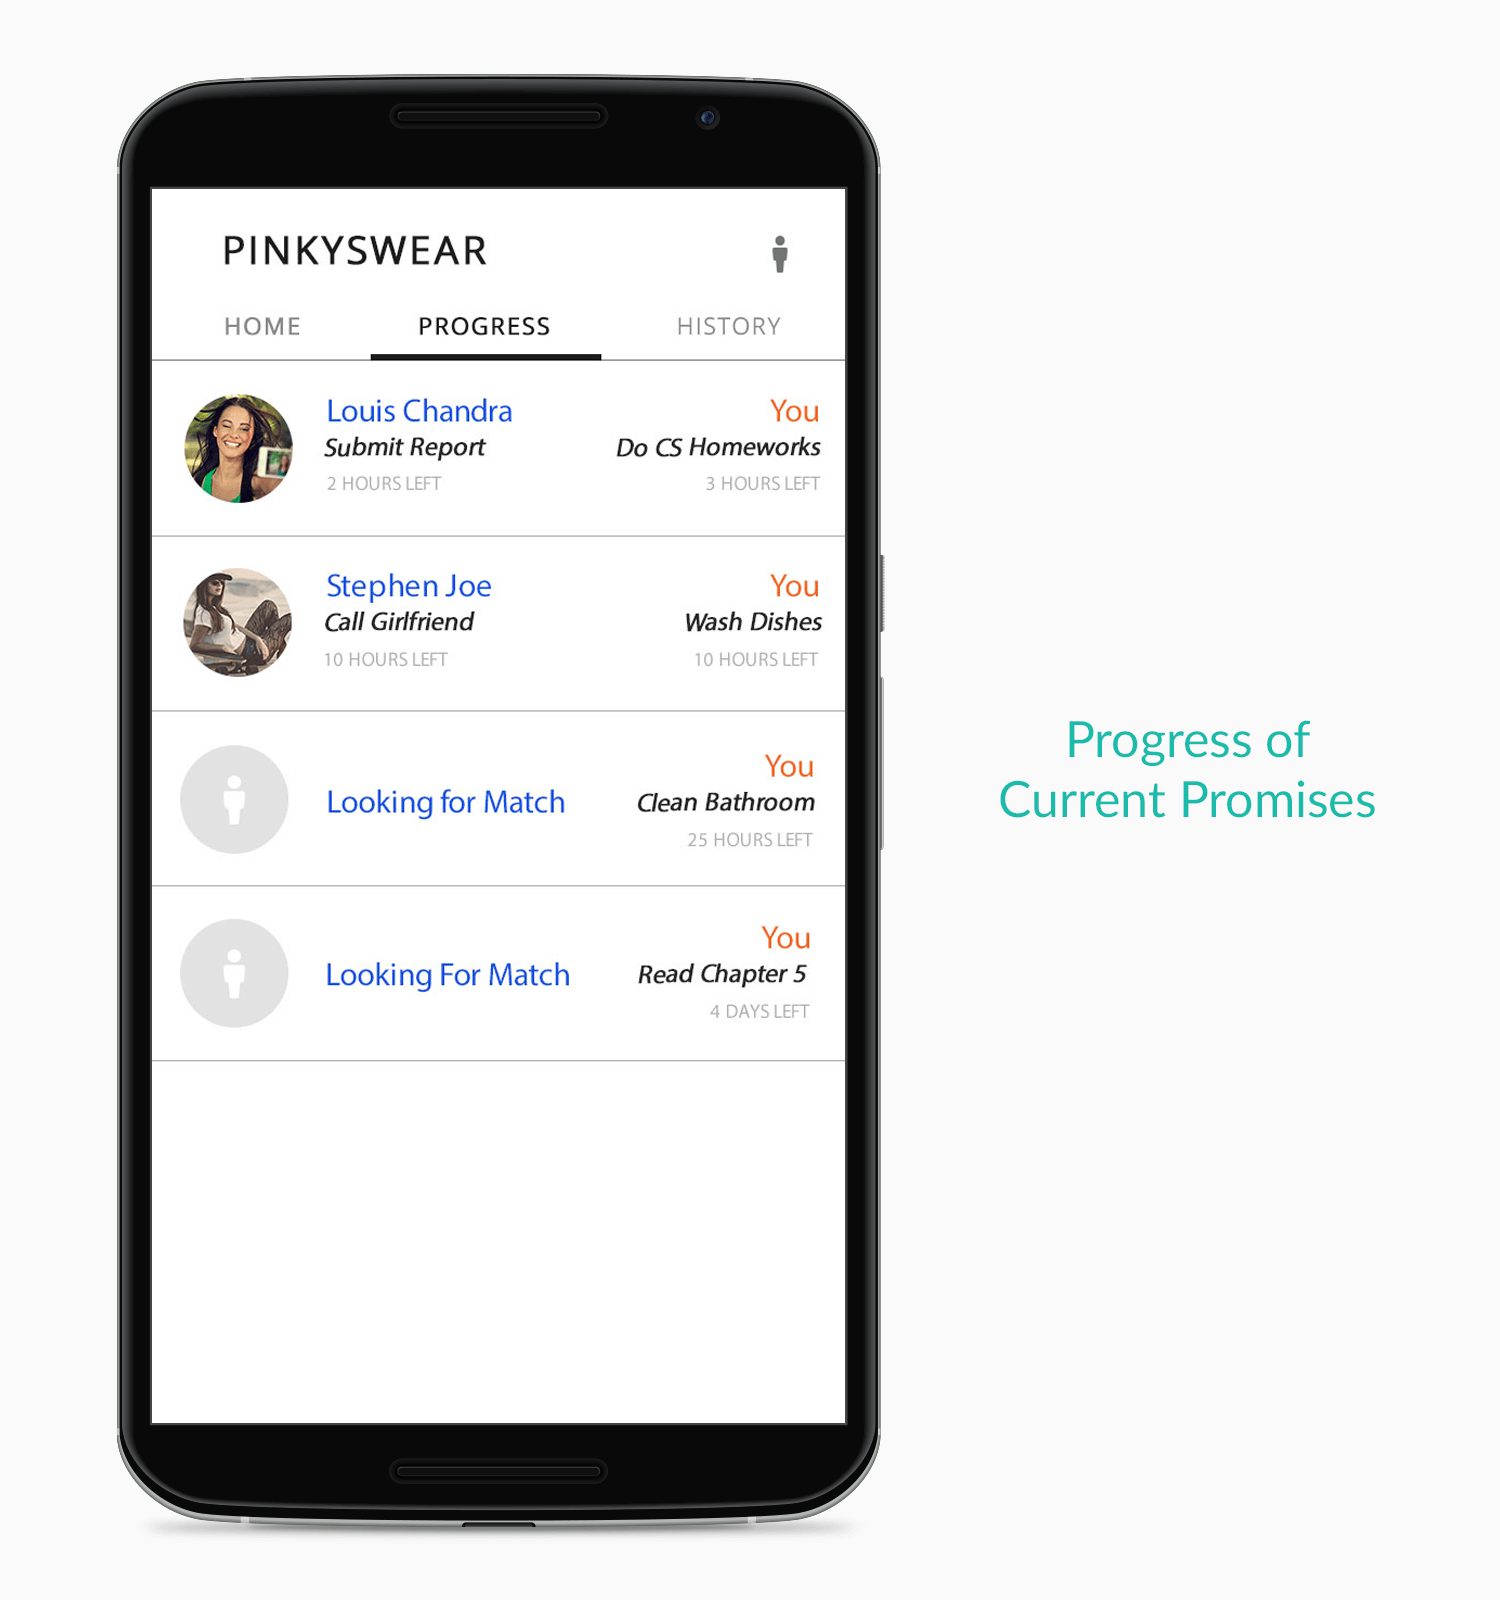 PINKYSWEAR
HOME PROGRESS HISTORY
Louis Chandra You
Submit Report Do CS Homeworks
2 HOURS LEFT 3 HOURS LEFT
Stephen Joe You
Call Girlfriend Wash Dishes
10 HOURS LEFT 10 HOURS LEFT
You
Looking for Match Clean Bathroom
25 HOURS LEFT
You
Looking For Match Read Chapter 5
4 DAYS LEFT
Progress of
Current Promises